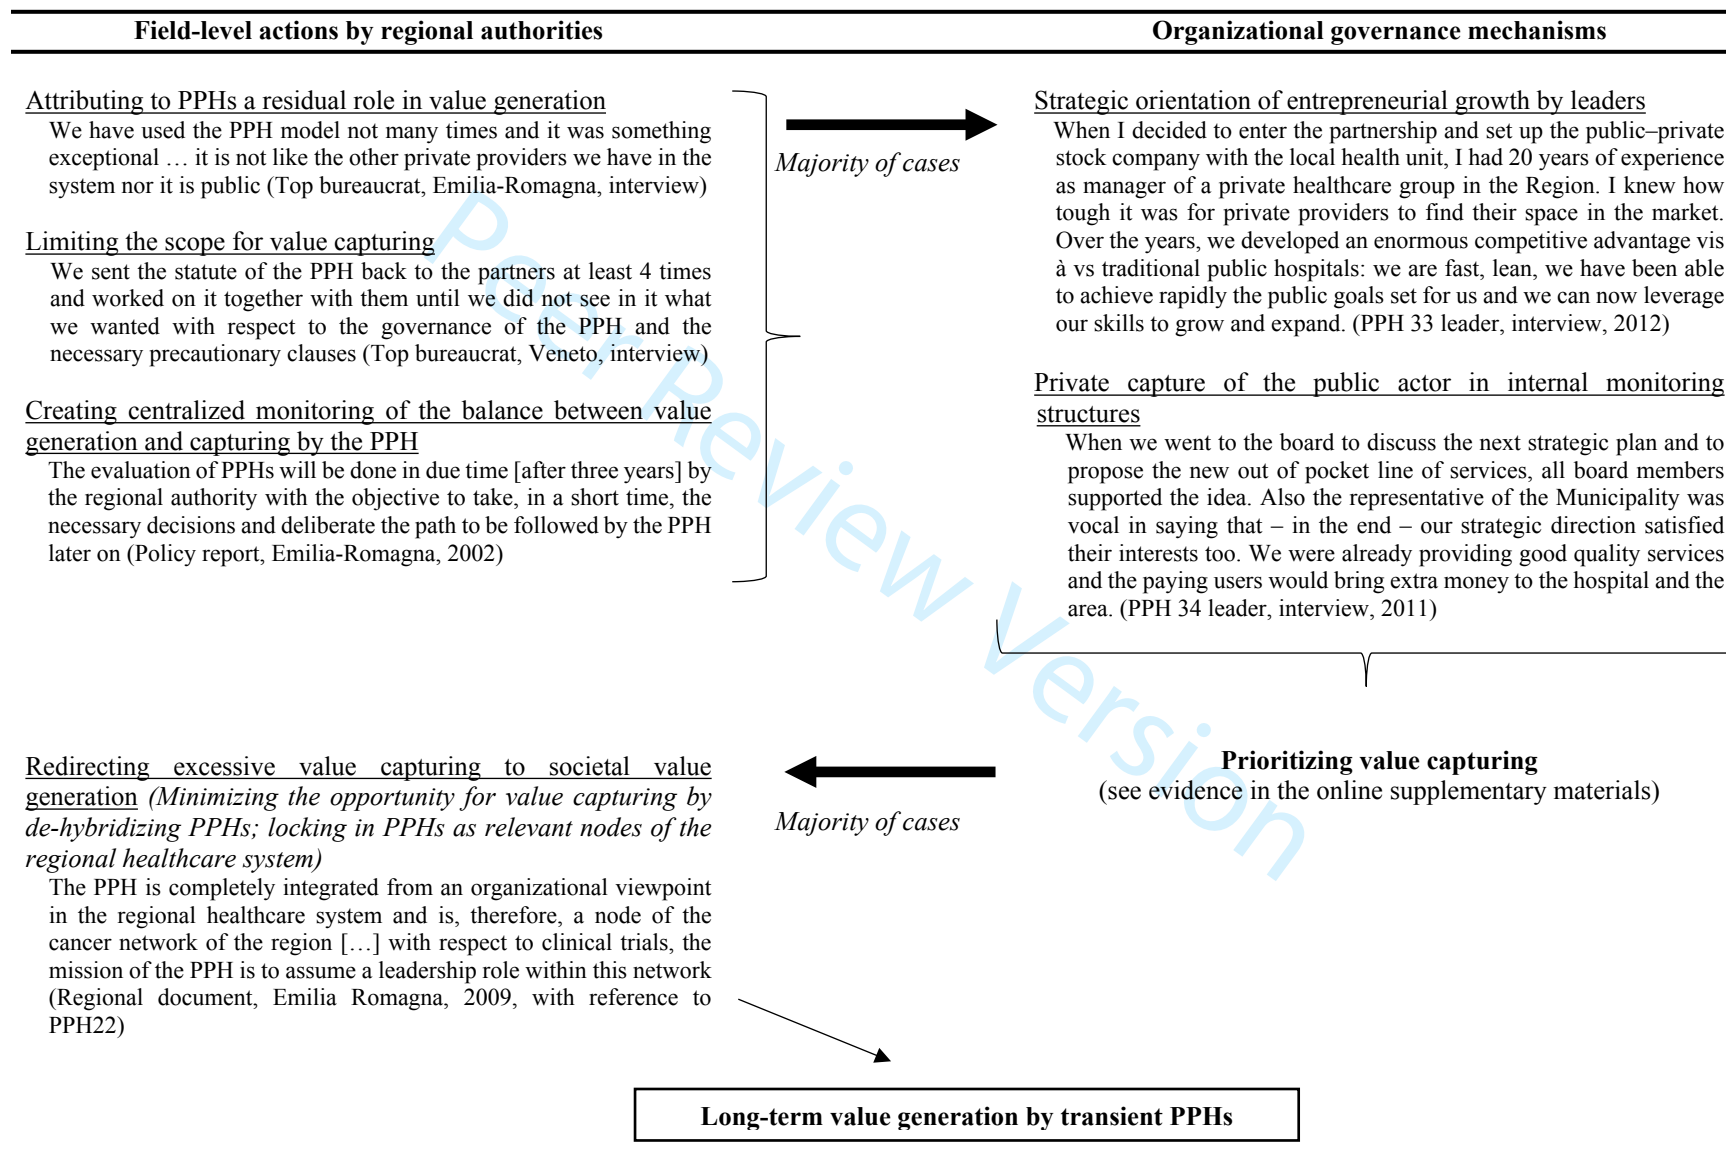 Field-level actions by regional authorities
Organizational governance mechanisms
Attributing to PPHs a residual role in value generation
We have used the PPH model not many times and it was something
exceptional … it is not like the other private providers we have in the
system nor it is public (Top bureaucrat, Emilia-Romagna, interview)
Limiting the scope for value capturing
We sent the statute of the PPH back to the partners at least 4 times
and worked on it together with them until we did not see in it what
we wanted with respect to the governance of the PPH and the
necessary precautionary clauses (Top bureaucrat, Veneto, interview)
Creating centralized monitoring of the balance between value
generation and capturing by the PPH
The evaluation of PPHs will be done in due time [after three years] by
the regional authority with the objective to take, in a short time, the
necessary decisions and deliberate the path to be followed by the PPH
later on (Policy report, Emilia-Romagna, 2002)
Majority of cases
Strategic orientation of entrepreneurial growth by leaders
When I decided to enter the partnership and set up the public–private
stock company with the local health unit, I had 20 years of experience
as manager of a private healthcare group in the Region. I knew how
tough it was for private providers to find their space in the market.
Over the years, we developed an enormous competitive advantage vis
à vs traditional public hospitals: we are fast, lean, we have been able
to achieve rapidly the public goals set for us and we can now leverage
our skills to grow and expand. (PPH 33 leader, interview, 2012)
Private capture of the public actor in internal monitoring
structures
When we went to the board to discuss the next strategic plan and to
propose the new out of pocket line of services, all board members
supported the idea. Also the representative of the Municipality was
vocal in saying that – in the end – our strategic direction satisfied
their interests too. We were already providing good quality services
and the paying users would bring extra money to the hospital and the
area. (PPH 34 leader, interview, 2011)
Prioritizing value capturing
(see evidence in the online supplementary materials)
Majority of cases
Redirecting excessive value capturing to societal value
generation (Minimizing the opportunity for value capturing by
de-hybridizing PPHs; locking in PPHs as relevant nodes of the
regional healthcare system)
The PPH is completely integrated from an organizational viewpoint
in the regional healthcare system and is, therefore, a node of the
cancer network of the region […] with respect to clinical trials, the
mission of the PPH is to assume a leadership role within this network
(Regional document, Emilia Romagna, 2009, with reference to
PPH22)
Long-term value generation by transient PPHs
Peer Review Version